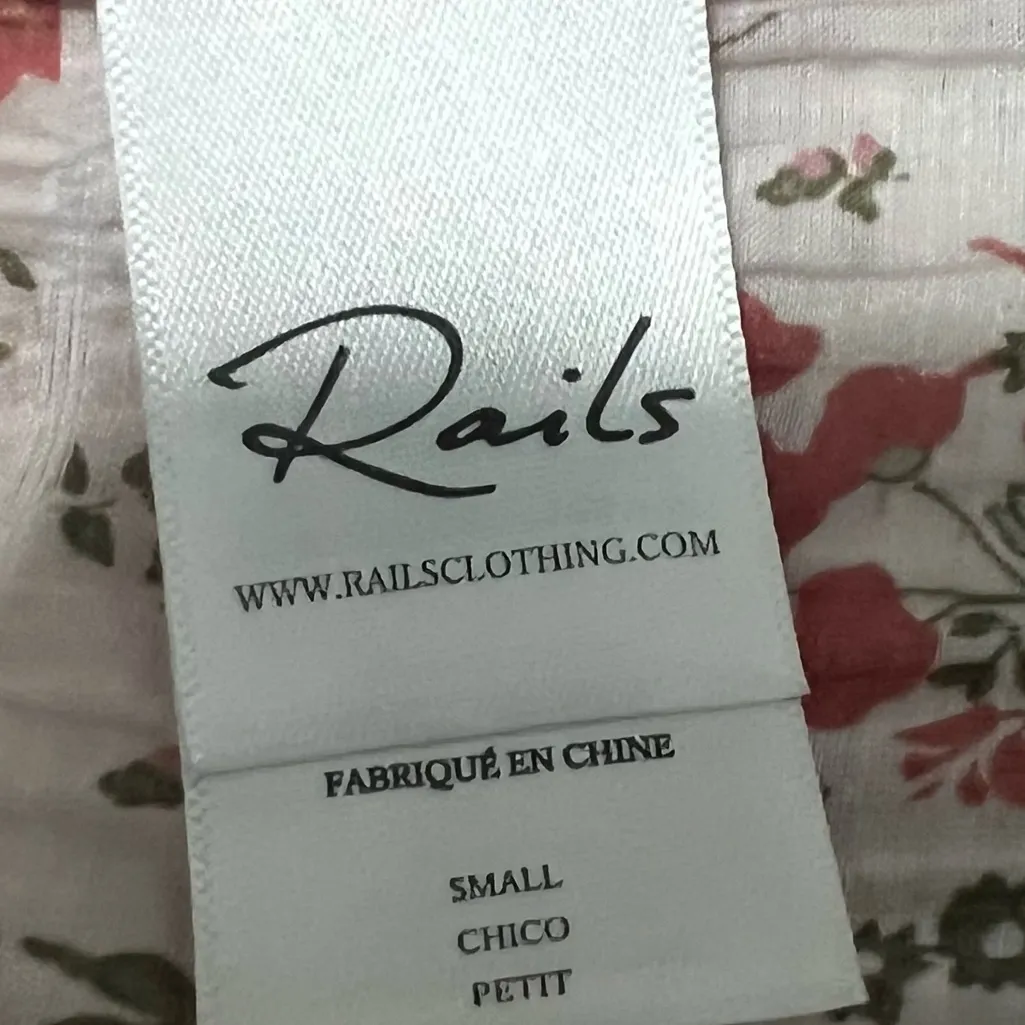 Rails
WWW.RAILSCLOTHING.COM
FABRIQUÉ EN CHINE
SMALL
CHICO
PETIT